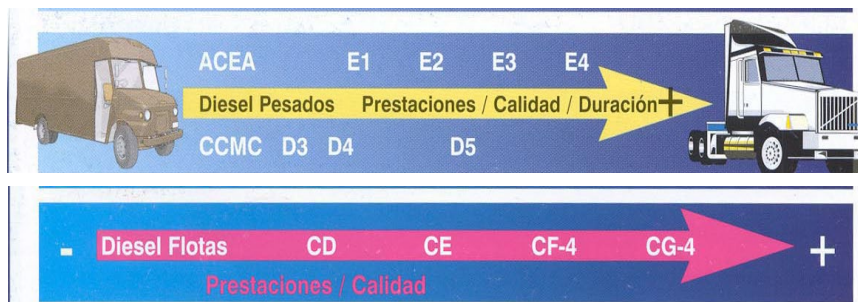 ACEA E1 E2 E3 E4
Diesel Pesados Prestaciones / Calidad / Duración +
CCMC D3 D4 D5
- Diesel Flotas CD CE CF-4 CG-4 +
Prestaciones / Calidad